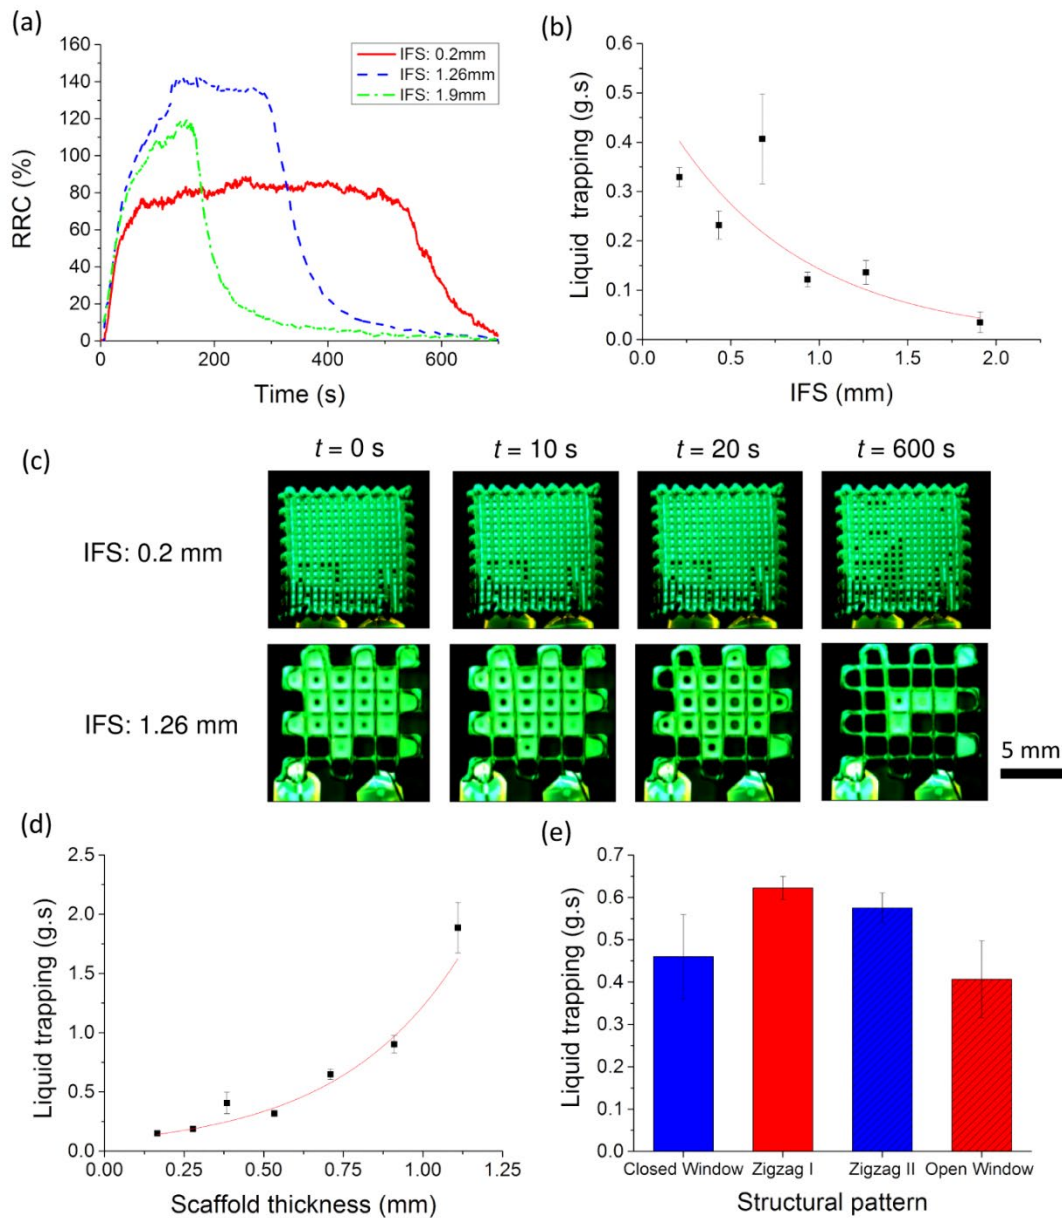 (a)
160
140
120
100
80
60
40
20
0
RRC (%)
IFS: 0.2mm
IFS: 1.26mm
IFS: 1.9mm
0
200
400
600
Time (s)
(b)
0.6
0.5
0.4
0.3
0.2
0.1
0.0
Liquid trapping (g.s)
0.0
0.5
1.0
1.5
2.0
IFS (mm)
(c)
t = 0 s
t = 10 s
t = 20 s
t = 600 s
IFS: 0.2 mm
IFS: 1.26 mm
5 mm
(d)
2.5
2.0
1.5
1.0
0.5
0.0
Liquid trapping (g.s)
0.00
0.25
0.50
0.75
1.00
1.25
Scaffold thickness (mm)
(e)
0.7
0.6
0.5
0.4
0.3
0.2
0.1
0.0
Liquid trapping (g.s)
Closed Window
Zigzag I
Zigzag II
Open Window
Structural pattern